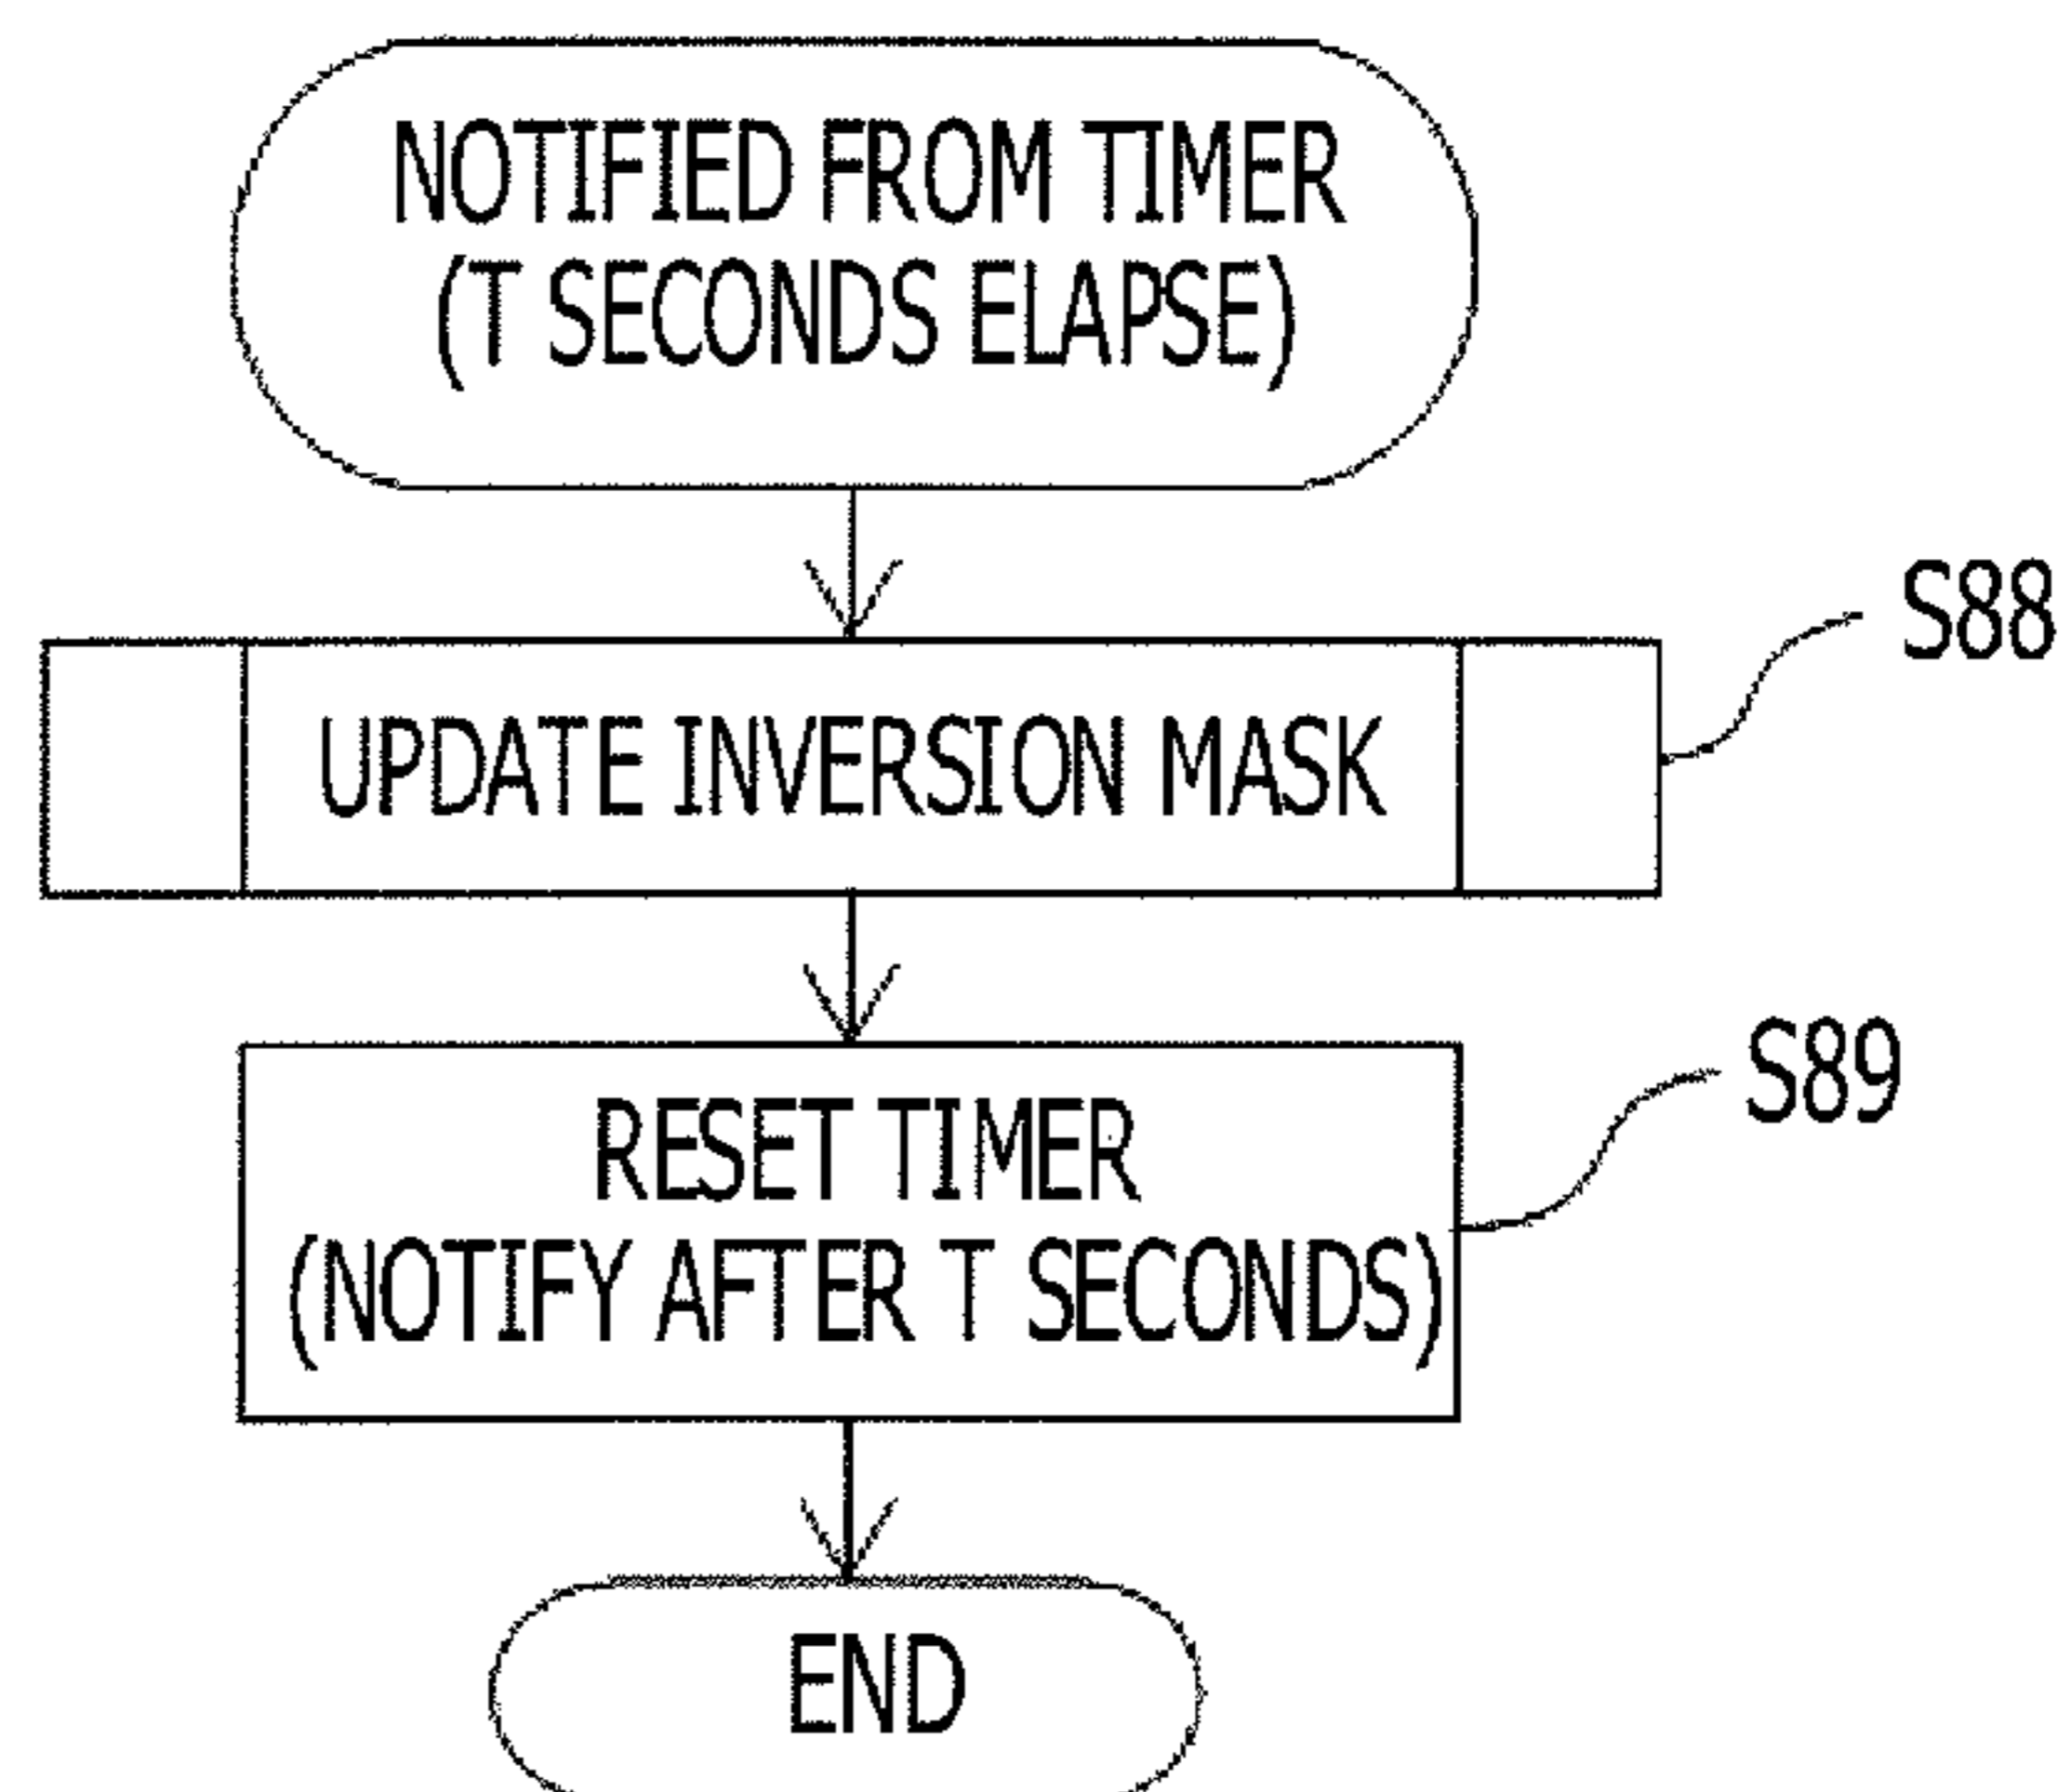 NOTIFIED FROM TIMER
(T SECONDS ELAPSE)
S88
UPDATE INVERSION MASK
S89
RESET TIMER
(NOTIFY AFTER T SECONDS)
END